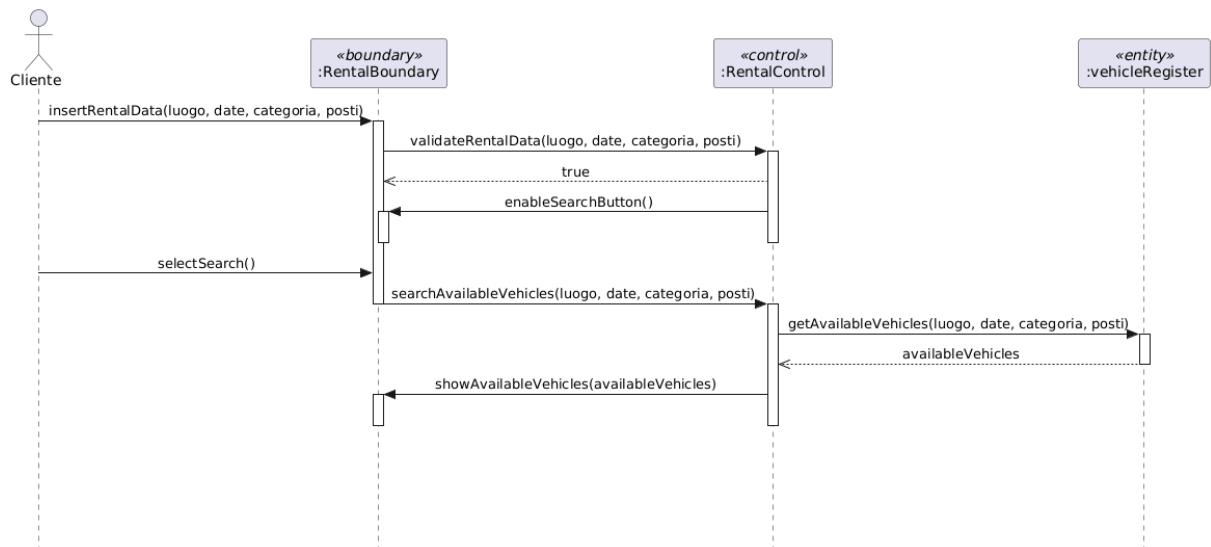 Cliente
«boundary»
:RentalBoundary
«control»
:RentalControl
«entity»
:vehicleRegister
insertRentalData(luogo, date, categoria, posti)
validateRentalData(luogo, date, categoria, posti)
true
enableSearchButton()
selectSearch()
searchAvailableVehicles(luogo, date, categoria, posti)
getAvailableVehicles(luogo, date, categoria, posti)
availableVehicles
showAvailableVehicles(availableVehicles)